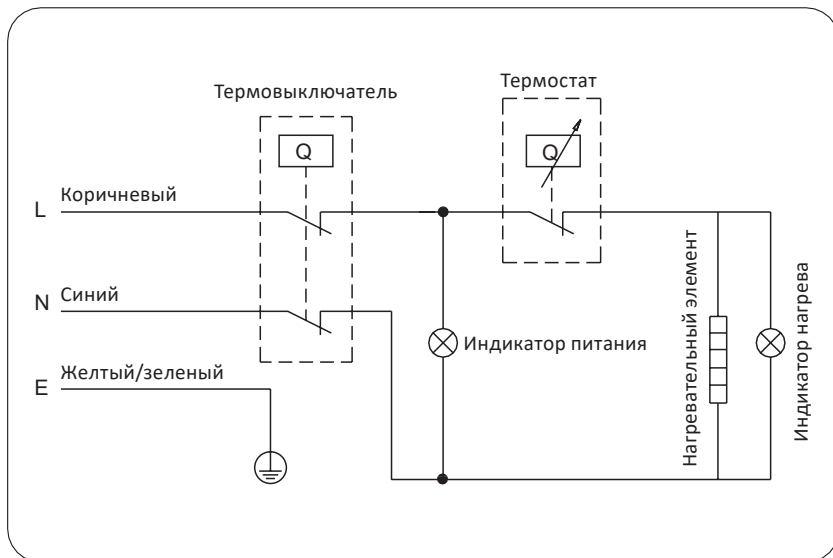 Термостат
Термовыключатель
Q
Q
L Коричневый
N Синий
Индикатор питания
Нагревательный элемент
Индикатор нагрева
E Желтый/зеленый